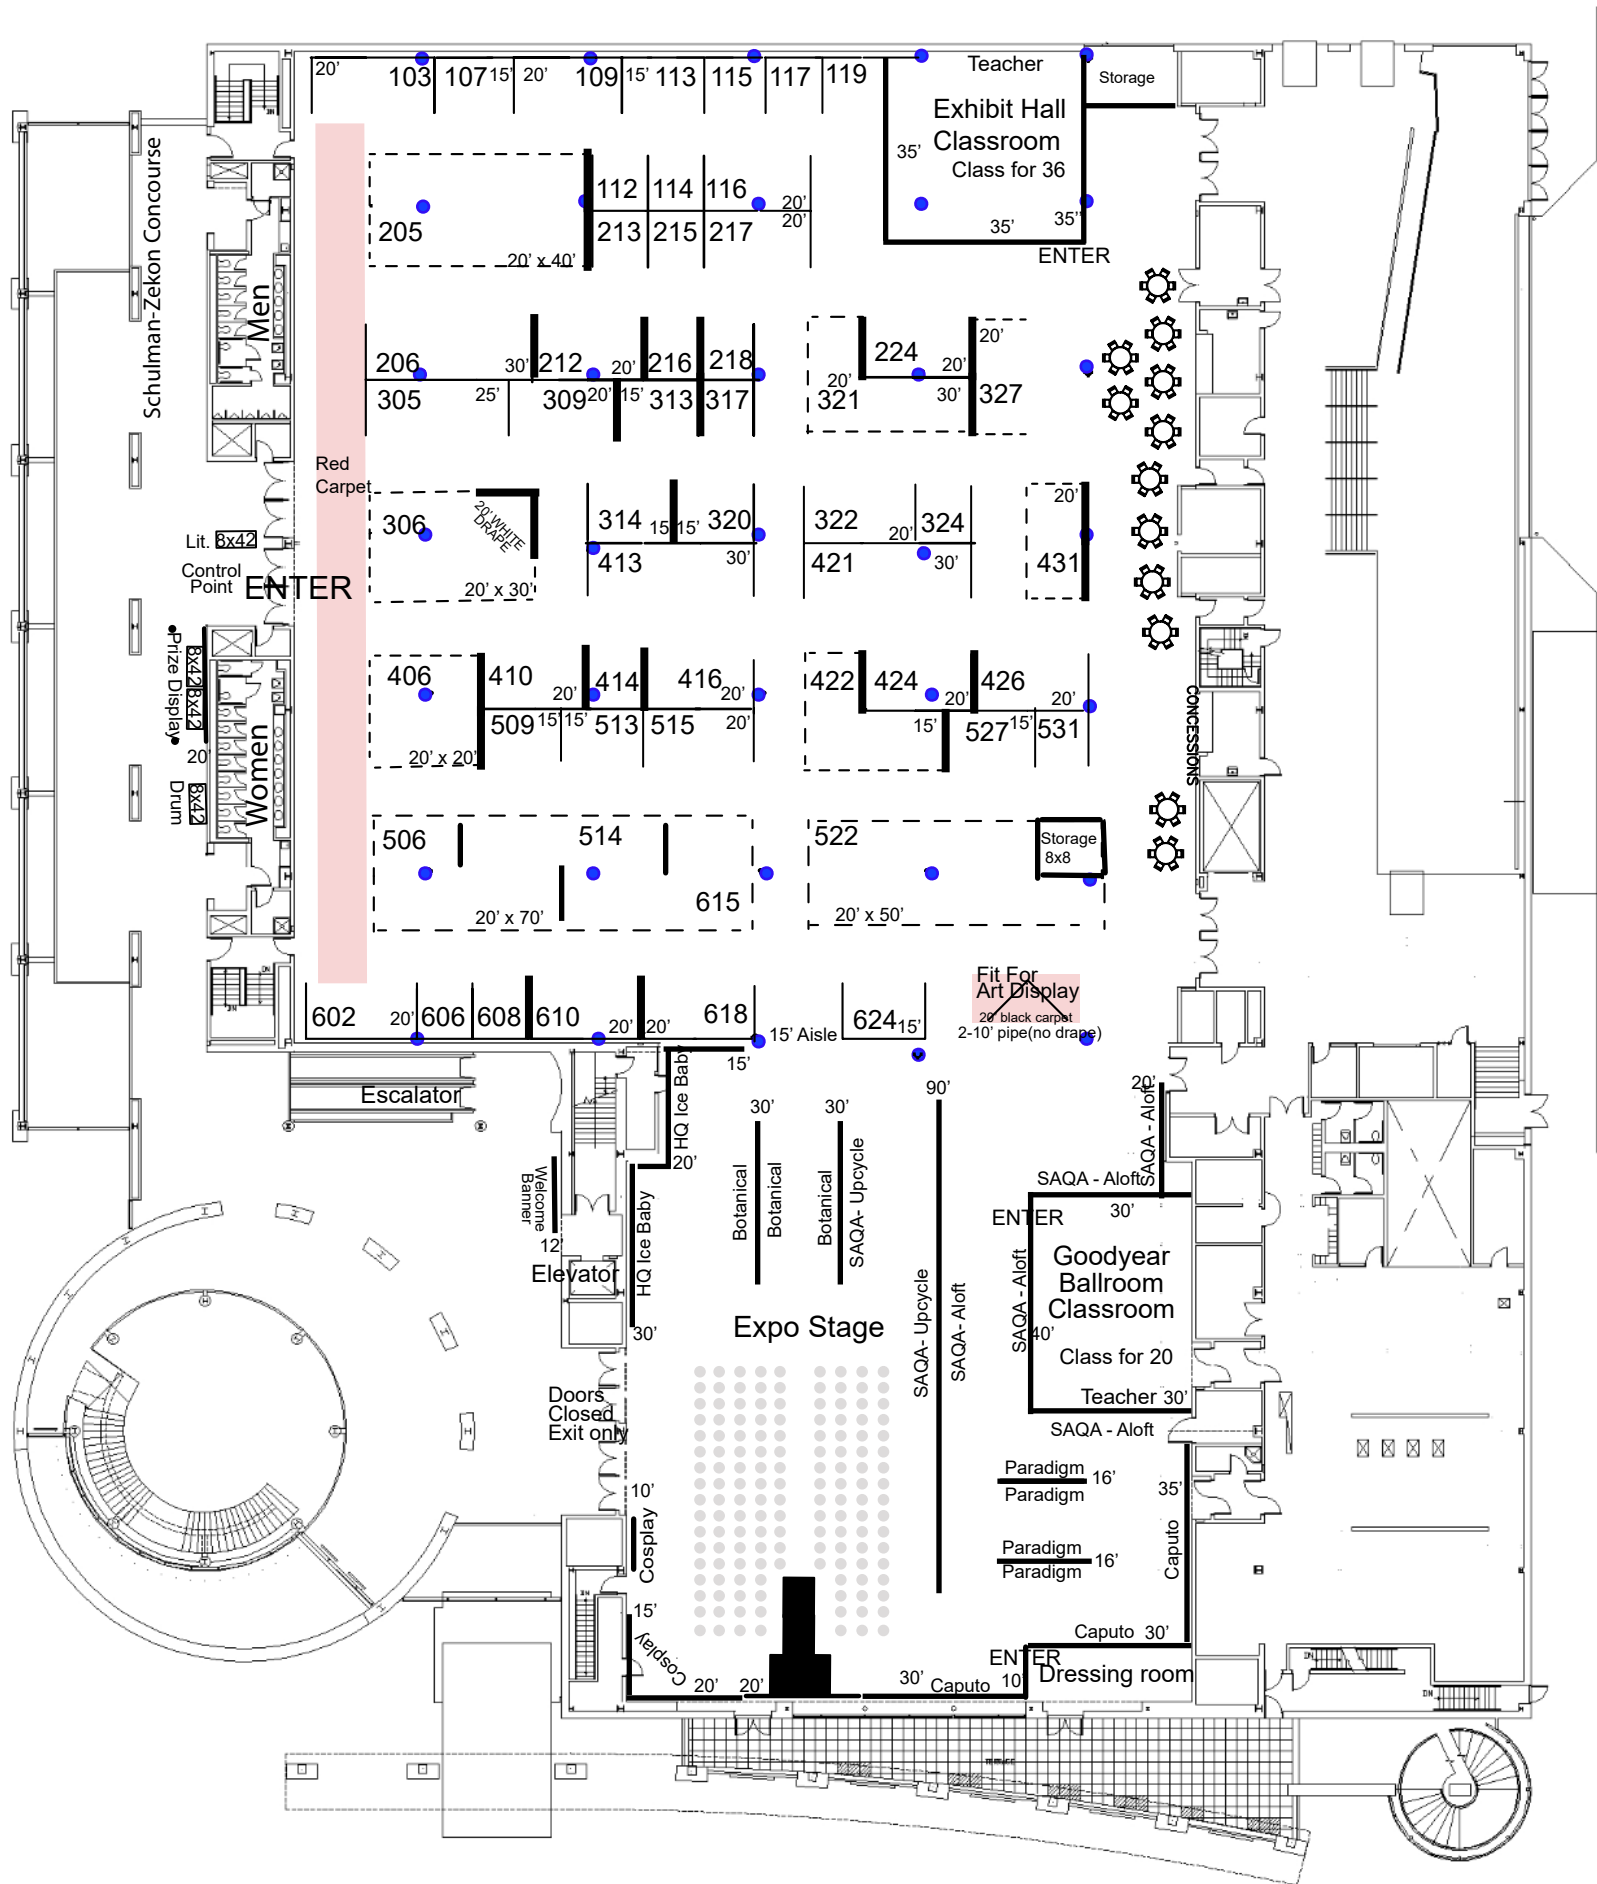 20'
103
107
15'
20'
109
15'
113
115
117
119
Teacher
Storage
Exhibit Hall
Classroom
Class for 36
35'
35'
35''
ENTER
Schulman-Zekon Concourse
Men
112
114
116
20'
205
213
215
217
20'
20' x 40'
206
30'
212
20'
216
218
305
25'
309
20'
15'
313
317
224
20'
20'
20'
321
30'
327
Red
Carpet
306
20' WHITE
DRAPE
20' x 30'
314
15'
15'
320
413
30'
322
20'
324
421
30'
20'
431
Lit.
8x42
Control
Point
ENTER
Prize Display
8x42
8x42
20'
Drum
8x42
Women
406
410
20'
414
416
20'
509
15'
15'
513
515
20'
20' x 20'
422
424
20'
426
20'
15'
527
15'
531
CONCESSIONS
506
514
615
20' x 70'
522
20' x 50'
Storage
8x8
DN
DN
602
20'
606
608
610
20'
20'
618
15' Aisle
624
15'
Fit For
Art Display
20' black carpet
2-10' pipe(no drape)
Escalator
15'
HQ Ice Baby
20'
HQ Ice Baby
30'
Welcome
Banner
12'
Elevator
30'
Botanical
Botanical
30'
Botanical
SAQA- Upcycle
90'
SAQA- Upcycle
SAQA- Aloft
20'
SAQA - Aloft
SAQA - Aloft
30'
ENTER
SAQA - Aloft
40'
Goodyear
Ballroom
Classroom
Class for 20
Teacher
30'
SAQA - Aloft
Expo Stage
Doors
Closed
Exit only
10'
Cosplay
15'
Cosplay
20'
20'
30'
Caputo
10'
Paradigm
16'
Paradigm
Paradigm
16'
Paradigm
35'
Caputo
Caputo
30'
ENTER
Dressing room
DN
DN
DN